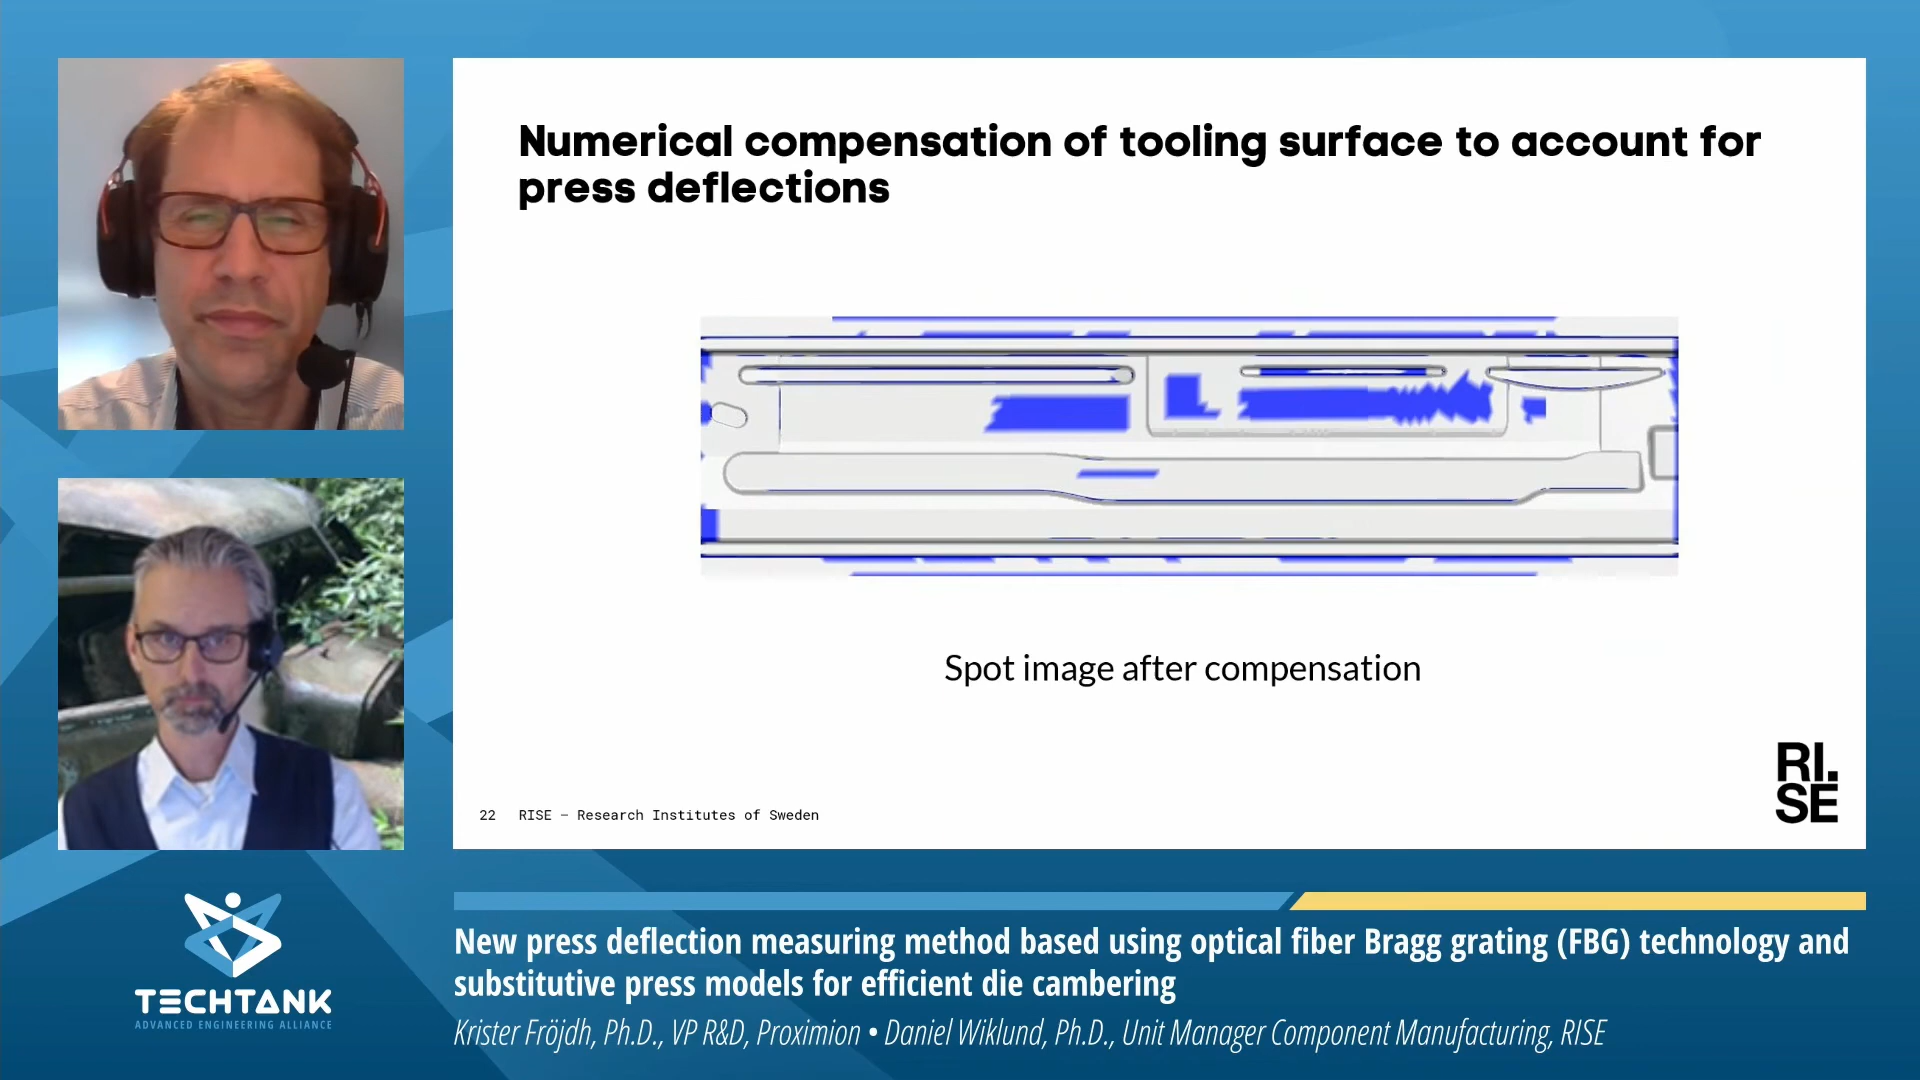 Numerical compensation of tooling surface to account for
press deflections
Spot image after compensation
22 RISE — Research Institutes of Sweden
RI.
SE
TECHTANK
ADVANCED ENGINEERING ALLIANCE
New press deflection measuring method based using optical fiber Bragg grating (FBG) technology and
substitutive press models for efficient die cambering
Krister Fröjdh, Ph.D., VP R&D, Proximion • Daniel Wiklund, Ph.D., Unit Manager Component Manufacturing, RISE